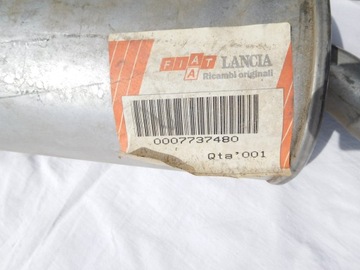 FIAT LANCIA
A
Ricambi originali
0007737480
Qta 001